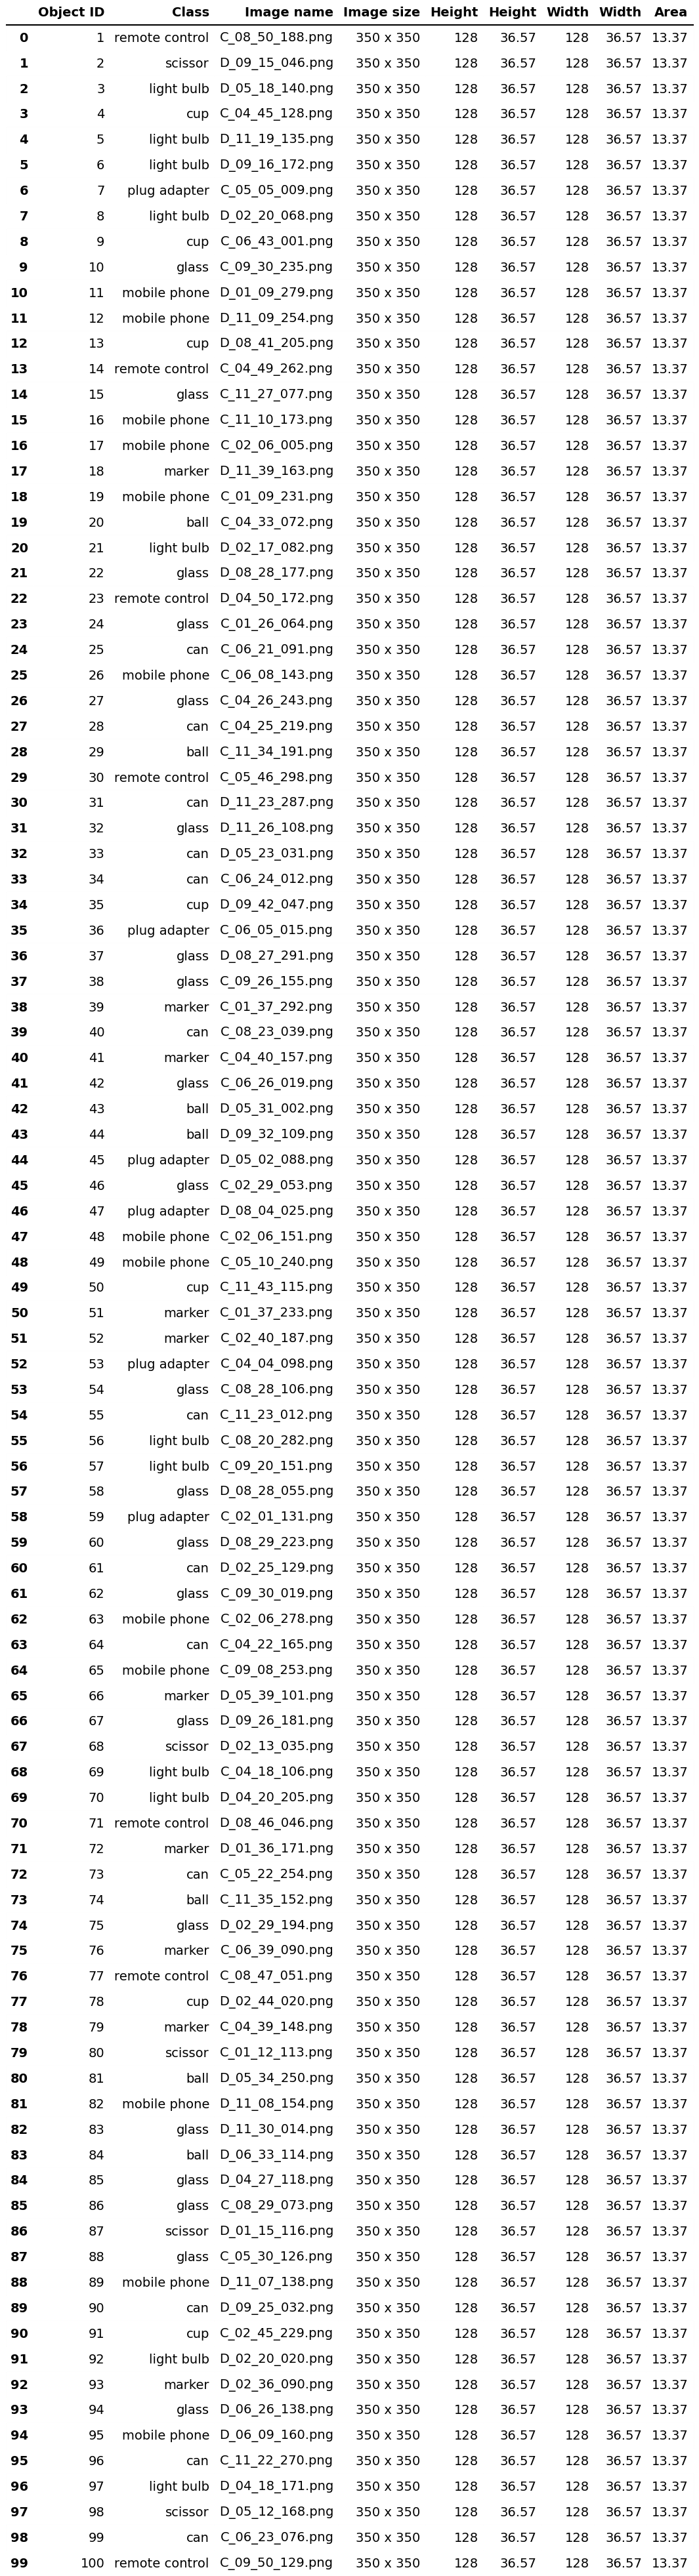 Object ID Class Image name Image size Height Height Width Width Area
0 1 remote control C_08_50_188.png 350 x 350 128 36.57 128 36.57 13.37
1 2 scissor D_09_15_046.png 350 x 350 128 36.57 128 36.57 13.37
2 3 light bulb D_05_18_140.png 350 x 350 128 36.57 128 36.57 13.37
3 4 cup C_04_45_128.png 350 x 350 128 36.57 128 36.57 13.37
4 5 light bulb D_11_19_135.png 350 x 350 128 36.57 128 36.57 13.37
5 6 light bulb D_09_16_172.png 350 x 350 128 36.57 128 36.57 13.37
6 7 plug adapter C_05_05_009.png 350 x 350 128 36.57 128 36.57 13.37
7 8 light bulb D_02_20_068.png 350 x 350 128 36.57 128 36.57 13.37
8 9 cup C_06_43_001.png 350 x 350 128 36.57 128 36.57 13.37
9 10 glass C_09_30_235.png 350 x 350 128 36.57 128 36.57 13.37
10 11 mobile phone D_01_09_279.png 350 x 350 128 36.57 128 36.57 13.37
11 12 mobile phone D_11_09_254.png 350 x 350 128 36.57 128 36.57 13.37
12 13 cup D_08_41_205.png 350 x 350 128 36.57 128 36.57 13.37
13 14 remote control C_04_49_262.png 350 x 350 128 36.57 128 36.57 13.37
14 15 glass C_11_27_077.png 350 x 350 128 36.57 128 36.57 13.37
15 16 mobile phone C_11_10_173.png 350 x 350 128 36.57 128 36.57 13.37
16 17 mobile phone C_02_06_005.png 350 x 350 128 36.57 128 36.57 13.37
17 18 marker D_11_39_163.png 350 x 350 128 36.57 128 36.57 13.37
18 19 mobile phone C_01_09_231.png 350 x 350 128 36.57 128 36.57 13.37
19 20 ball C_04_33_072.png 350 x 350 128 36.57 128 36.57 13.37
20 21 light bulb D_02_17_082.png 350 x 350 128 36.57 128 36.57 13.37
21 22 glass D_08_28_177.png 350 x 350 128 36.57 128 36.57 13.37
22 23 remote control D_04_50_172.png 350 x 350 128 36.57 128 36.57 13.37
23 24 glass C_01_26_064.png 350 x 350 128 36.57 128 36.57 13.37
24 25 can C_06_21_091.png 350 x 350 128 36.57 128 36.57 13.37
25 26 mobile phone C_06_08_143.png 350 x 350 128 36.57 128 36.57 13.37
26 27 glass C_04_26_243.png 350 x 350 128 36.57 128 36.57 13.37
27 28 can C_04_25_219.png 350 x 350 128 36.57 128 36.57 13.37
28 29 ball C_11_34_191.png 350 x 350 128 36.57 128 36.57 13.37
29 30 remote control C_05_46_298.png 350 x 350 128 36.57 128 36.57 13.37
30 31 can D_11_23_287.png 350 x 350 128 36.57 128 36.57 13.37
31 32 glass D_11_26_108.png 350 x 350 128 36.57 128 36.57 13.37
32 33 can D_05_23_031.png 350 x 350 128 36.57 128 36.57 13.37
33 34 can C_06_24_012.png 350 x 350 128 36.57 128 36.57 13.37
34 35 cup D_09_42_047.png 350 x 350 128 36.57 128 36.57 13.37
35 36 plug adapter C_06_05_015.png 350 x 350 128 36.57 128 36.57 13.37
36 37 glass D_08_27_291.png 350 x 350 128 36.57 128 36.57 13.37
37 38 glass C_09_26_155.png 350 x 350 128 36.57 128 36.57 13.37
38 39 marker C_01_37_292.png 350 x 350 128 36.57 128 36.57 13.37
39 40 can C_08_23_039.png 350 x 350 128 36.57 128 36.57 13.37
40 41 marker C_04_40_157.png 350 x 350 128 36.57 128 36.57 13.37
41 42 glass C_06_26_019.png 350 x 350 128 36.57 128 36.57 13.37
42 43 ball D_05_31_002.png 350 x 350 128 36.57 128 36.57 13.37
43 44 ball D_09_32_109.png 350 x 350 128 36.57 128 36.57 13.37
44 45 plug adapter D_05_02_088.png 350 x 350 128 36.57 128 36.57 13.37
45 46 glass C_02_29_053.png 350 x 350 128 36.57 128 36.57 13.37
46 47 plug adapter D_08_04_025.png 350 x 350 128 36.57 128 36.57 13.37
47 48 mobile phone C_02_06_151.png 350 x 350 128 36.57 128 36.57 13.37
48 49 mobile phone C_05_10_240.png 350 x 350 128 36.57 128 36.57 13.37
49 50 cup C_11_43_115.png 350 x 350 128 36.57 128 36.57 13.37
50 51 marker C_01_37_233.png 350 x 350 128 36.57 128 36.57 13.37
51 52 marker C_02_40_187.png 350 x 350 128 36.57 128 36.57 13.37
52 53 plug adapter C_04_04_098.png 350 x 350 128 36.57 128 36.57 13.37
53 54 glass C_08_28_106.png 350 x 350 128 36.57 128 36.57 13.37
54 55 can C_11_23_012.png 350 x 350 128 36.57 128 36.57 13.37
55 56 light bulb C_08_20_282.png 350 x 350 128 36.57 128 36.57 13.37
56 57 light bulb C_09_20_151.png 350 x 350 128 36.57 128 36.57 13.37
57 58 glass D_08_28_055.png 350 x 350 128 36.57 128 36.57 13.37
58 59 plug adapter C_02_01_131.png 350 x 350 128 36.57 128 36.57 13.37
59 60 glass D_08_29_223.png 350 x 350 128 36.57 128 36.57 13.37
60 61 can D_02_25_129.png 350 x 350 128 36.57 128 36.57 13.37
61 62 glass C_09_30_019.png 350 x 350 128 36.57 128 36.57 13.37
62 63 mobile phone C_02_06_278.png 350 x 350 128 36.57 128 36.57 13.37
63 64 can C_04_22_165.png 350 x 350 128 36.57 128 36.57 13.37
64 65 mobile phone C_09_08_253.png 350 x 350 128 36.57 128 36.57 13.37
65 66 marker D_05_39_101.png 350 x 350 128 36.57 128 36.57 13.37
66 67 glass D_09_26_181.png 350 x 350 128 36.57 128 36.57 13.37
67 68 scissor D_02_13_035.png 350 x 350 128 36.57 128 36.57 13.37
68 69 light bulb C_04_18_106.png 350 x 350 128 36.57 128 36.57 13.37
69 70 light bulb D_04_20_205.png 350 x 350 128 36.57 128 36.57 13.37
70 71 remote control D_08_46_046.png 350 x 350 128 36.57 128 36.57 13.37
71 72 marker D_01_36_171.png 350 x 350 128 36.57 128 36.57 13.37
72 73 can C_05_22_254.png 350 x 350 128 36.57 128 36.57 13.37
73 74 ball C_11_35_152.png 350 x 350 128 36.57 128 36.57 13.37
74 75 glass D_02_29_194.png 350 x 350 128 36.57 128 36.57 13.37
75 76 marker C_06_39_090.png 350 x 350 128 36.57 128 36.57 13.37
76 77 remote control C_08_47_051.png 350 x 350 128 36.57 128 36.57 13.37
77 78 cup D_02_44_020.png 350 x 350 128 36.57 128 36.57 13.37
78 79 marker C_04_39_148.png 350 x 350 128 36.57 128 36.57 13.37
79 80 scissor C_01_12_113.png 350 x 350 128 36.57 128 36.57 13.37
80 81 ball D_05_34_250.png 350 x 350 128 36.57 128 36.57 13.37
81 82 mobile phone D_11_08_154.png 350 x 350 128 36.57 128 36.57 13.37
82 83 glass D_11_30_014.png 350 x 350 128 36.57 128 36.57 13.37
83 84 ball D_06_33_114.png 350 x 350 128 36.57 128 36.57 13.37
84 85 glass D_04_27_118.png 350 x 350 128 36.57 128 36.57 13.37
85 86 glass C_08_29_073.png 350 x 350 128 36.57 128 36.57 13.37
86 87 scissor D_01_15_116.png 350 x 350 128 36.57 128 36.57 13.37
87 88 glass C_05_30_126.png 350 x 350 128 36.57 128 36.57 13.37
88 89 mobile phone D_11_07_138.png 350 x 350 128 36.57 128 36.57 13.37
89 90 can D_09_25_032.png 350 x 350 128 36.57 128 36.57 13.37
90 91 cup C_02_45_229.png 350 x 350 128 36.57 128 36.57 13.37
91 92 light bulb D_02_20_020.png 350 x 350 128 36.57 128 36.57 13.37
92 93 marker D_02_36_090.png 350 x 350 128 36.57 128 36.57 13.37
93 94 glass D_06_26_138.png 350 x 350 128 36.57 128 36.57 13.37
94 95 mobile phone D_06_09_160.png 350 x 350 128 36.57 128 36.57 13.37
95 96 can C_11_22_270.png 350 x 350 128 36.57 128 36.57 13.37
96 97 light bulb D_04_18_171.png 350 x 350 128 36.57 128 36.57 13.37
97 98 scissor D_05_12_168.png 350 x 350 128 36.57 128 36.57 13.37
98 99 can C_06_23_076.png 350 x 350 128 36.57 128 36.57 13.37
99 100 remote control C_09_50_129.png 350 x 350 128 36.57 128 36.57 13.37